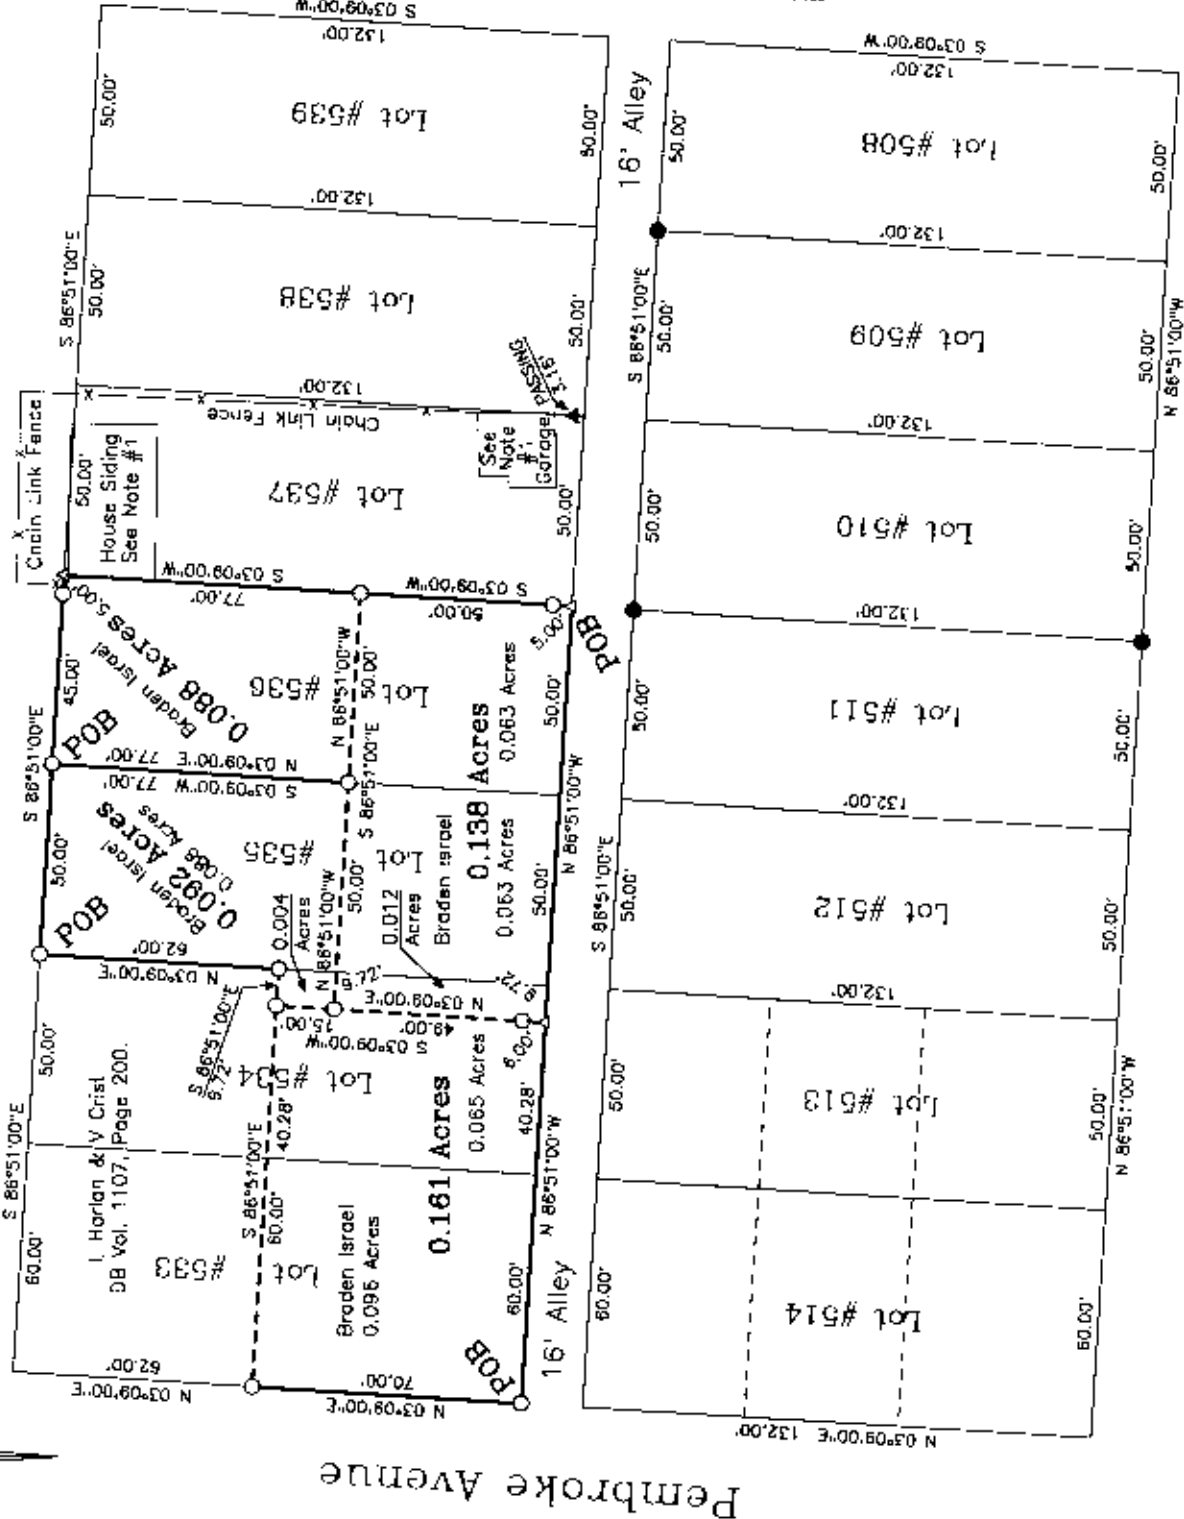 S 03°09'00"W
132.00'
50.00'
Lot #539
50.00'
132.00'
S 86°51'00"E
50.00'
Lot #538
50.00'
132.00'
Chain Link Fence
PASSING
3.15'
Chain Link Fence
50.00'
House Siding
See Note #1
Lot #537
See
Note
#1
Garage
50.00'
S 03°09'00"W
77.00'
S 03°09'00"W
50.00'
5.00'
5.00'
POB
45.00'
S 86°51'00"E
POB
Braden Israel
0.088 Acres
Lot #536
N 86°51'00"W
50.00'
S 86°51'00"E
0.063 Acres
50.00'
N 03°09'00"E 77.00'
S 03°09'00"W 77.00'
0.138 Acres
N 86°51'00"W
50.00'
POB
Braden Israel
0.092 Acres
0.088 Acres
Lot #535
50.00'
N 86°51'00"W
0.004
Acres
0.012
Acres
Braden Israel
0.063 Acres
50.00'
62.00'
N 03°09'00"E
S 86°51'00"E
9.72'
15.00'
N 03°09'00"E
49.00'
S 03°09'00"W
9.72'
6.00'
50.00'
S 86°51'00"E
Lot #534
40.28'
S 86°51'00"E
0.065 Acres
40.28'
N 86°51'00"W
I. Harlan & V Crist
DB Vol. 1107, Page 200.
0.161 Acres
60.00'
Lot #533
60.00'
Braden Israel
0.096 Acres
60.00'
62.00'
N 03°09'00"E
70.00'
N 03°09'00"E
POB
16' Alley
16' Alley
S 03°09'00"W
132.00'
50.00'
Lot #508
50.00'
132.00'
S 86°51'00"E
50.00'
Lot #509
50.00'
N 86°51'00"W
132.00'
50.00'
Lot #510
50.00'
132.00'
50.00'
Lot #511
50.00'
132.00'
S 86°51'00"E
50.00'
Lot #512
50.00'
132.00'
50.00'
Lot #513
50.00'
N 86°51'00"W
60.00'
Lot #514
60.00'
N 03°09'00"E 132.00'
Pembroke Avenue